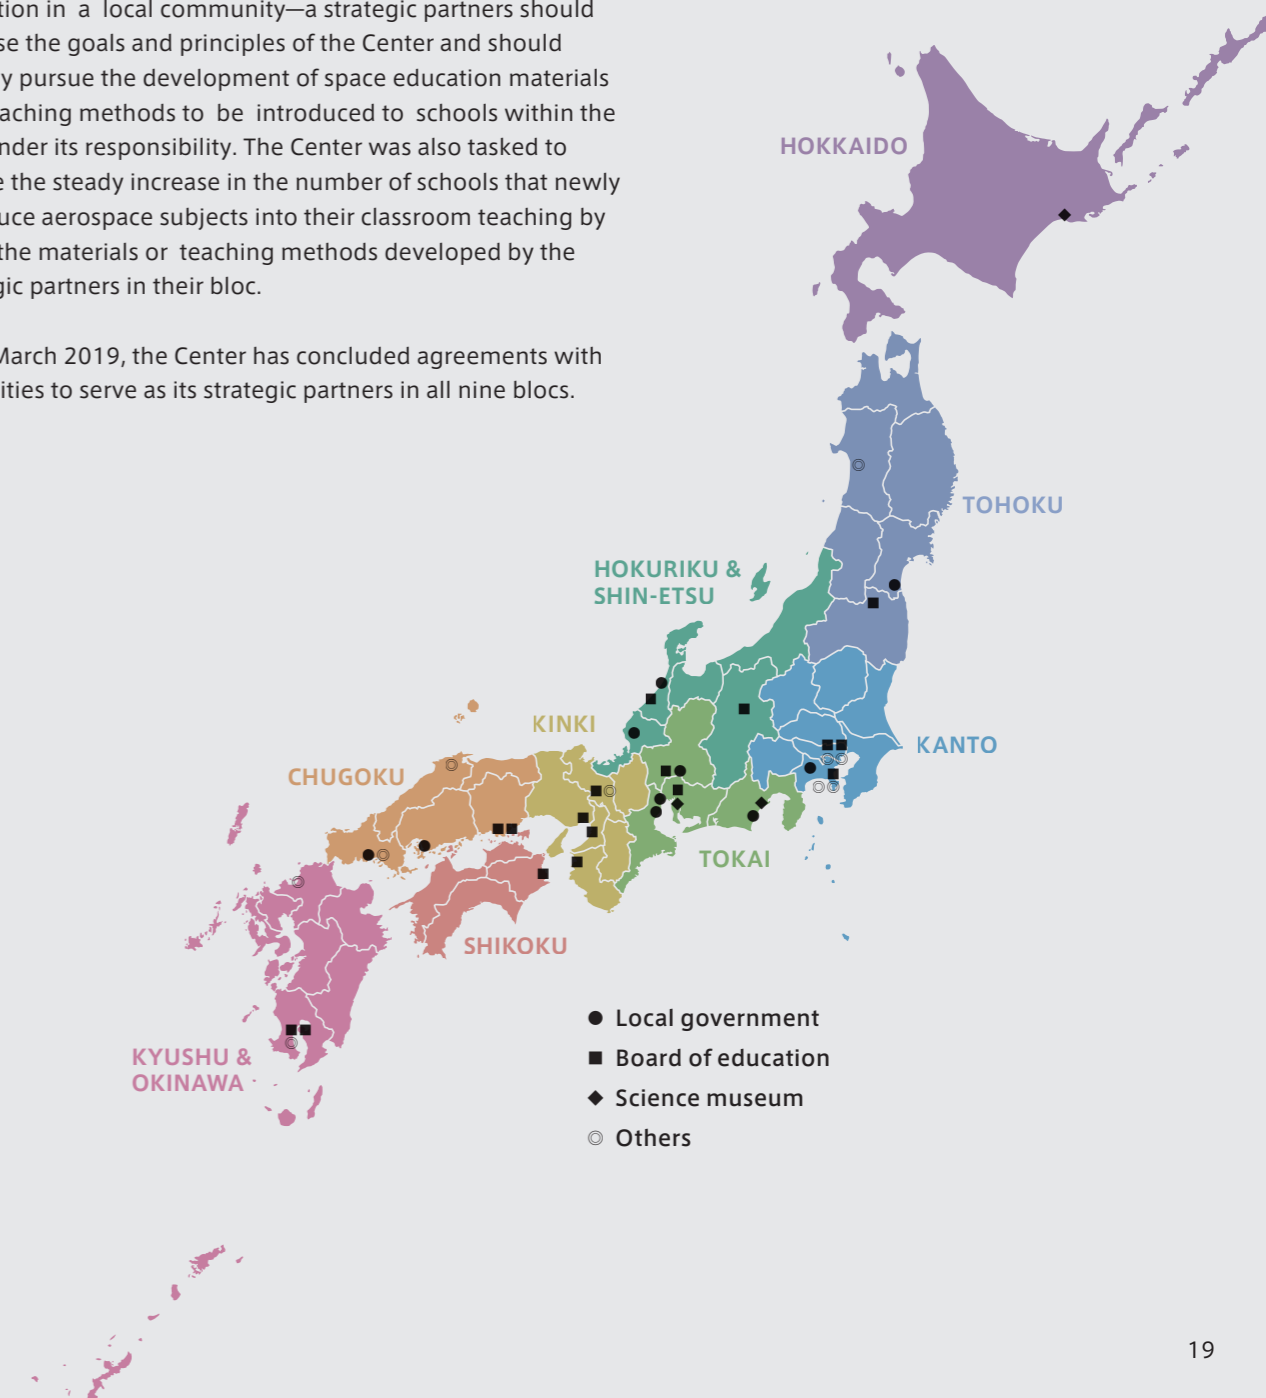 tion in a local community—a strategic partners should
se the goals and principles of the Center and should
y pursue the development of space education materials
aching methods to be introduced to schools within the
nder its responsibility. The Center was also tasked to
e the steady increase in the number of schools that newly
uce aerospace subjects into their classroom teaching by
the materials or teaching methods developed by the
gic partners in their bloc.
March 2019, the Center has concluded agreements with
ities to serve as its strategic partners in all nine blocs.
HOKKAIDO
TOHOKU
HOKURIKU &
SHIN-ETSU
KINKI
KANTO
CHUGOKU
TOKAI
SHIKOKU
KYUSHU &
OKINAWA
Local government
Board of education
Science museum
Others
19